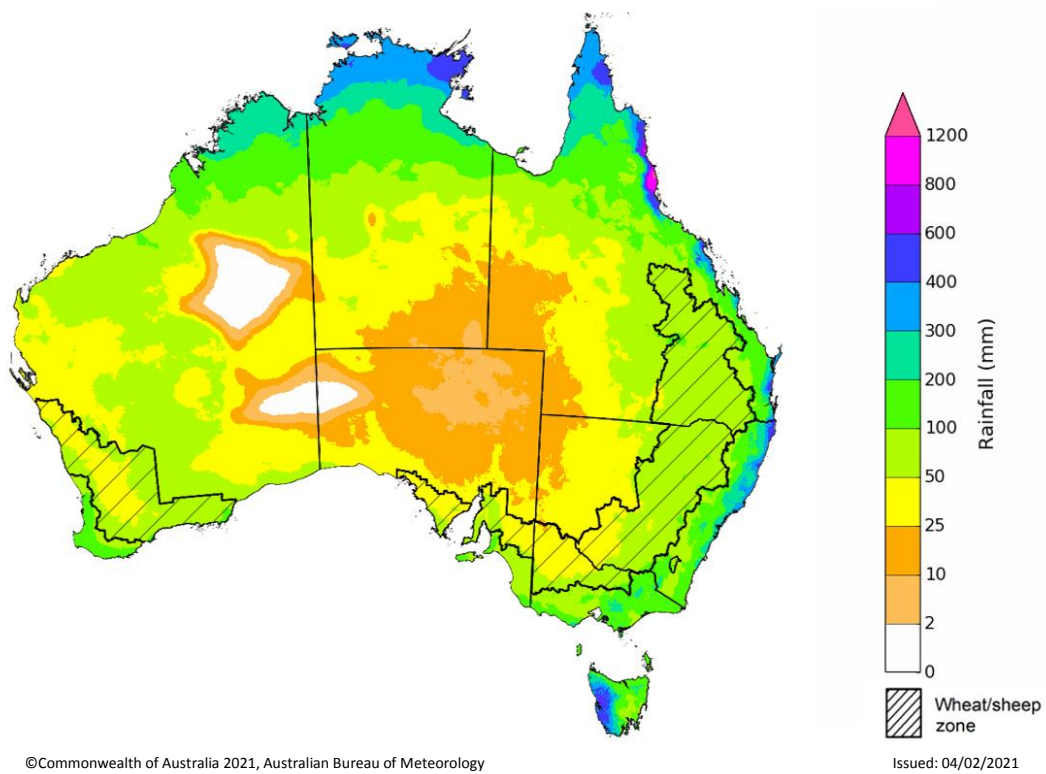 1200
800
600
400
300
200
100
50
25
10
2
0
Rainfall (mm)
Wheat/sheep
zone
©Commonwealth of Australia 2021, Australian Bureau of Meteorology
Issued: 04/02/2021